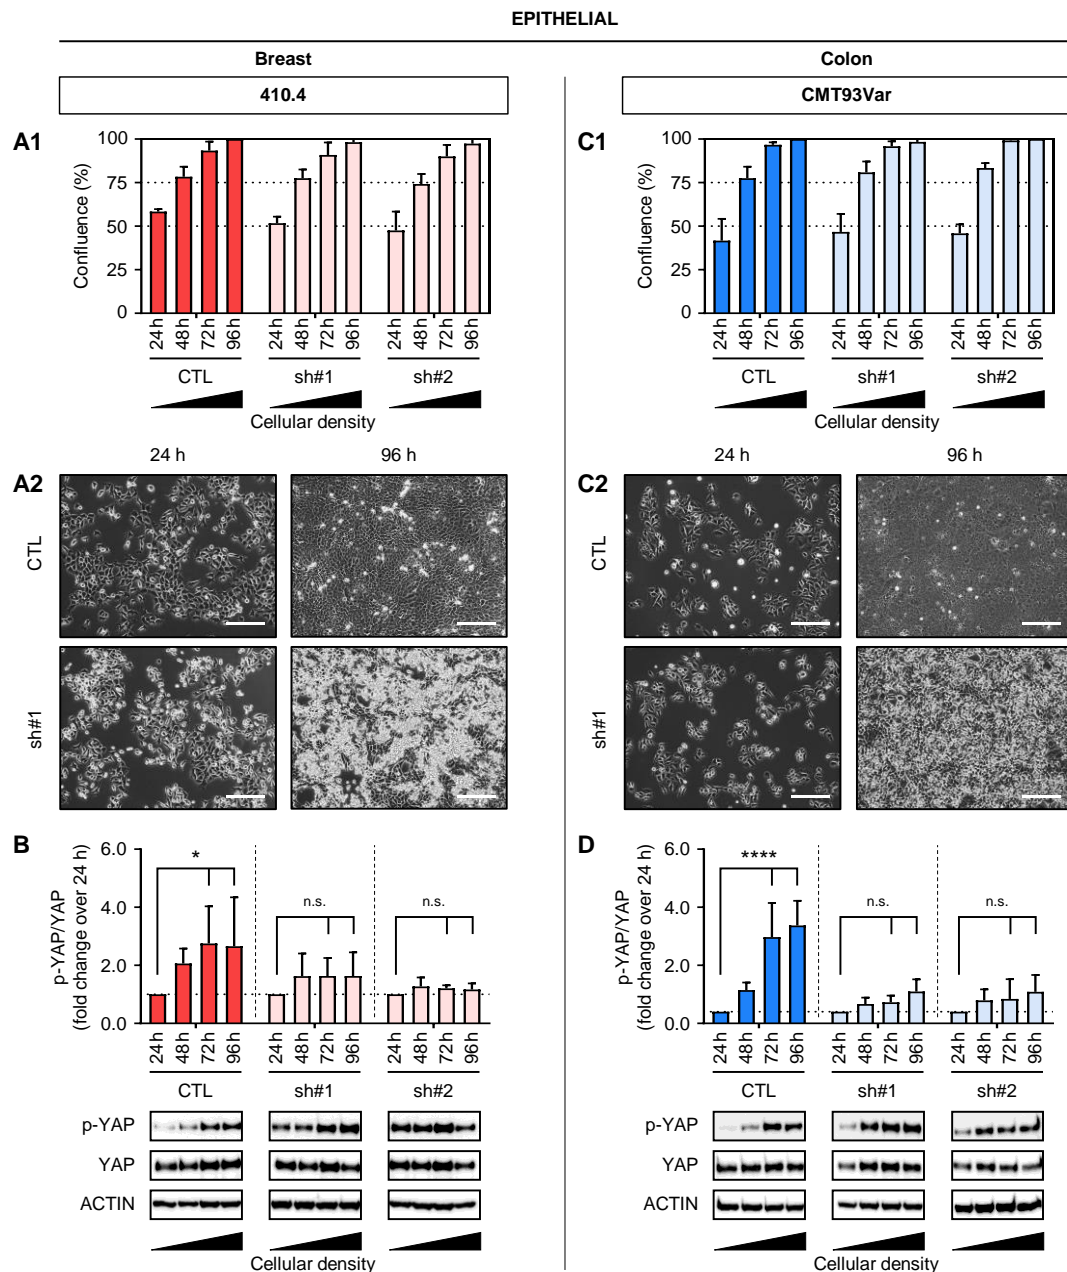 EPITHELIAL
Breast
Colon
410.4
CMT93Var
A1
Confluence (%)
100
75
50
25
0
24h 48h 72h 96h 24h 48h 72h 96h 24h 48h 72h 96h
CTL sh#1 sh#2
Cellular density
C1
Confluence (%)
100
75
50
25
0
24h 48h 72h 96h 24h 48h 72h 96h 24h 48h 72h 96h
CTL sh#1 sh#2
Cellular density
A2
24 h 96 h
CTL
sh#1
C2
24 h 96 h
CTL
sh#1
B
p-YAP/YAP
(fold change over 24 h)
6.0
4.0
2.0
0.0
* n.s. n.s.
24h 48h 72h 96h 24h 48h 72h 96h 24h 48h 72h 96h
CTL sh#1 sh#2
p-YAP
YAP
ACTIN
Cellular density
D
p-YAP/YAP
(fold change over 24 h)
6.0
4.0
2.0
0.0
**** n.s. n.s.
24h 48h 72h 96h 24h 48h 72h 96h 24h 48h 72h 96h
CTL sh#1 sh#2
p-YAP
YAP
ACTIN
Cellular density